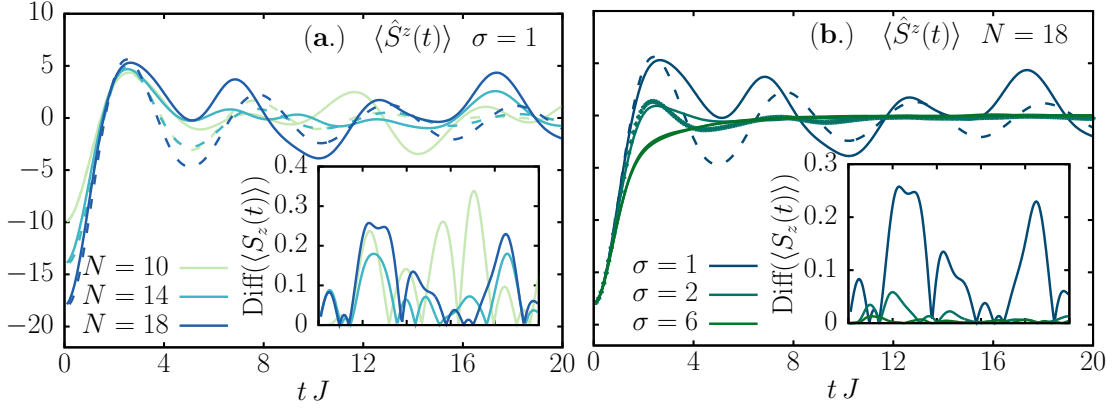 (a.) ⟨Ŝ^z(t)⟩ σ = 1
10
5
0
−5
−10
−15
−20
N = 10
N = 14
N = 18
Diff(⟨S_z(t)⟩)
0.4
0.3
0.2
0.1
0
0 4 8 12 16 20
t J
(b.) ⟨Ŝ^z(t)⟩ N = 18
σ = 1
σ = 2
σ = 6
Diff(⟨S_z(t)⟩)
0.3
0.2
0.1
0
0 4 8 12 16 20
t J